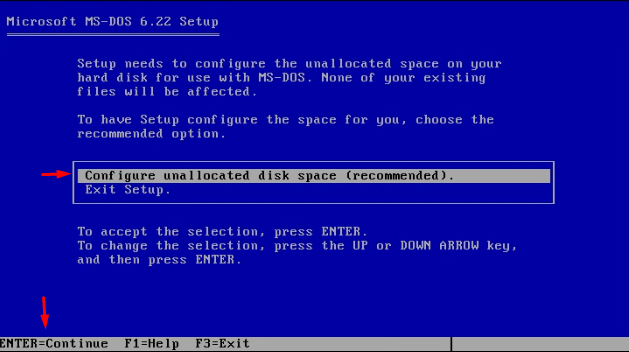 Microsoft MS-DOS 6.22 Setup
Setup needs to configure the unallocated space on your
hard disk for use with MS-DOS. None of your existing
files will be affected.
To have Setup configure the space for you, choose the
recommended option.
Configure unallocated disk space (recommended).
Exit Setup.
To accept the selection, press ENTER.
To change the selection, press the UP or DOWN ARROW key,
and then press ENTER.
ENTER=Continue  F1=Help  F3=Exit